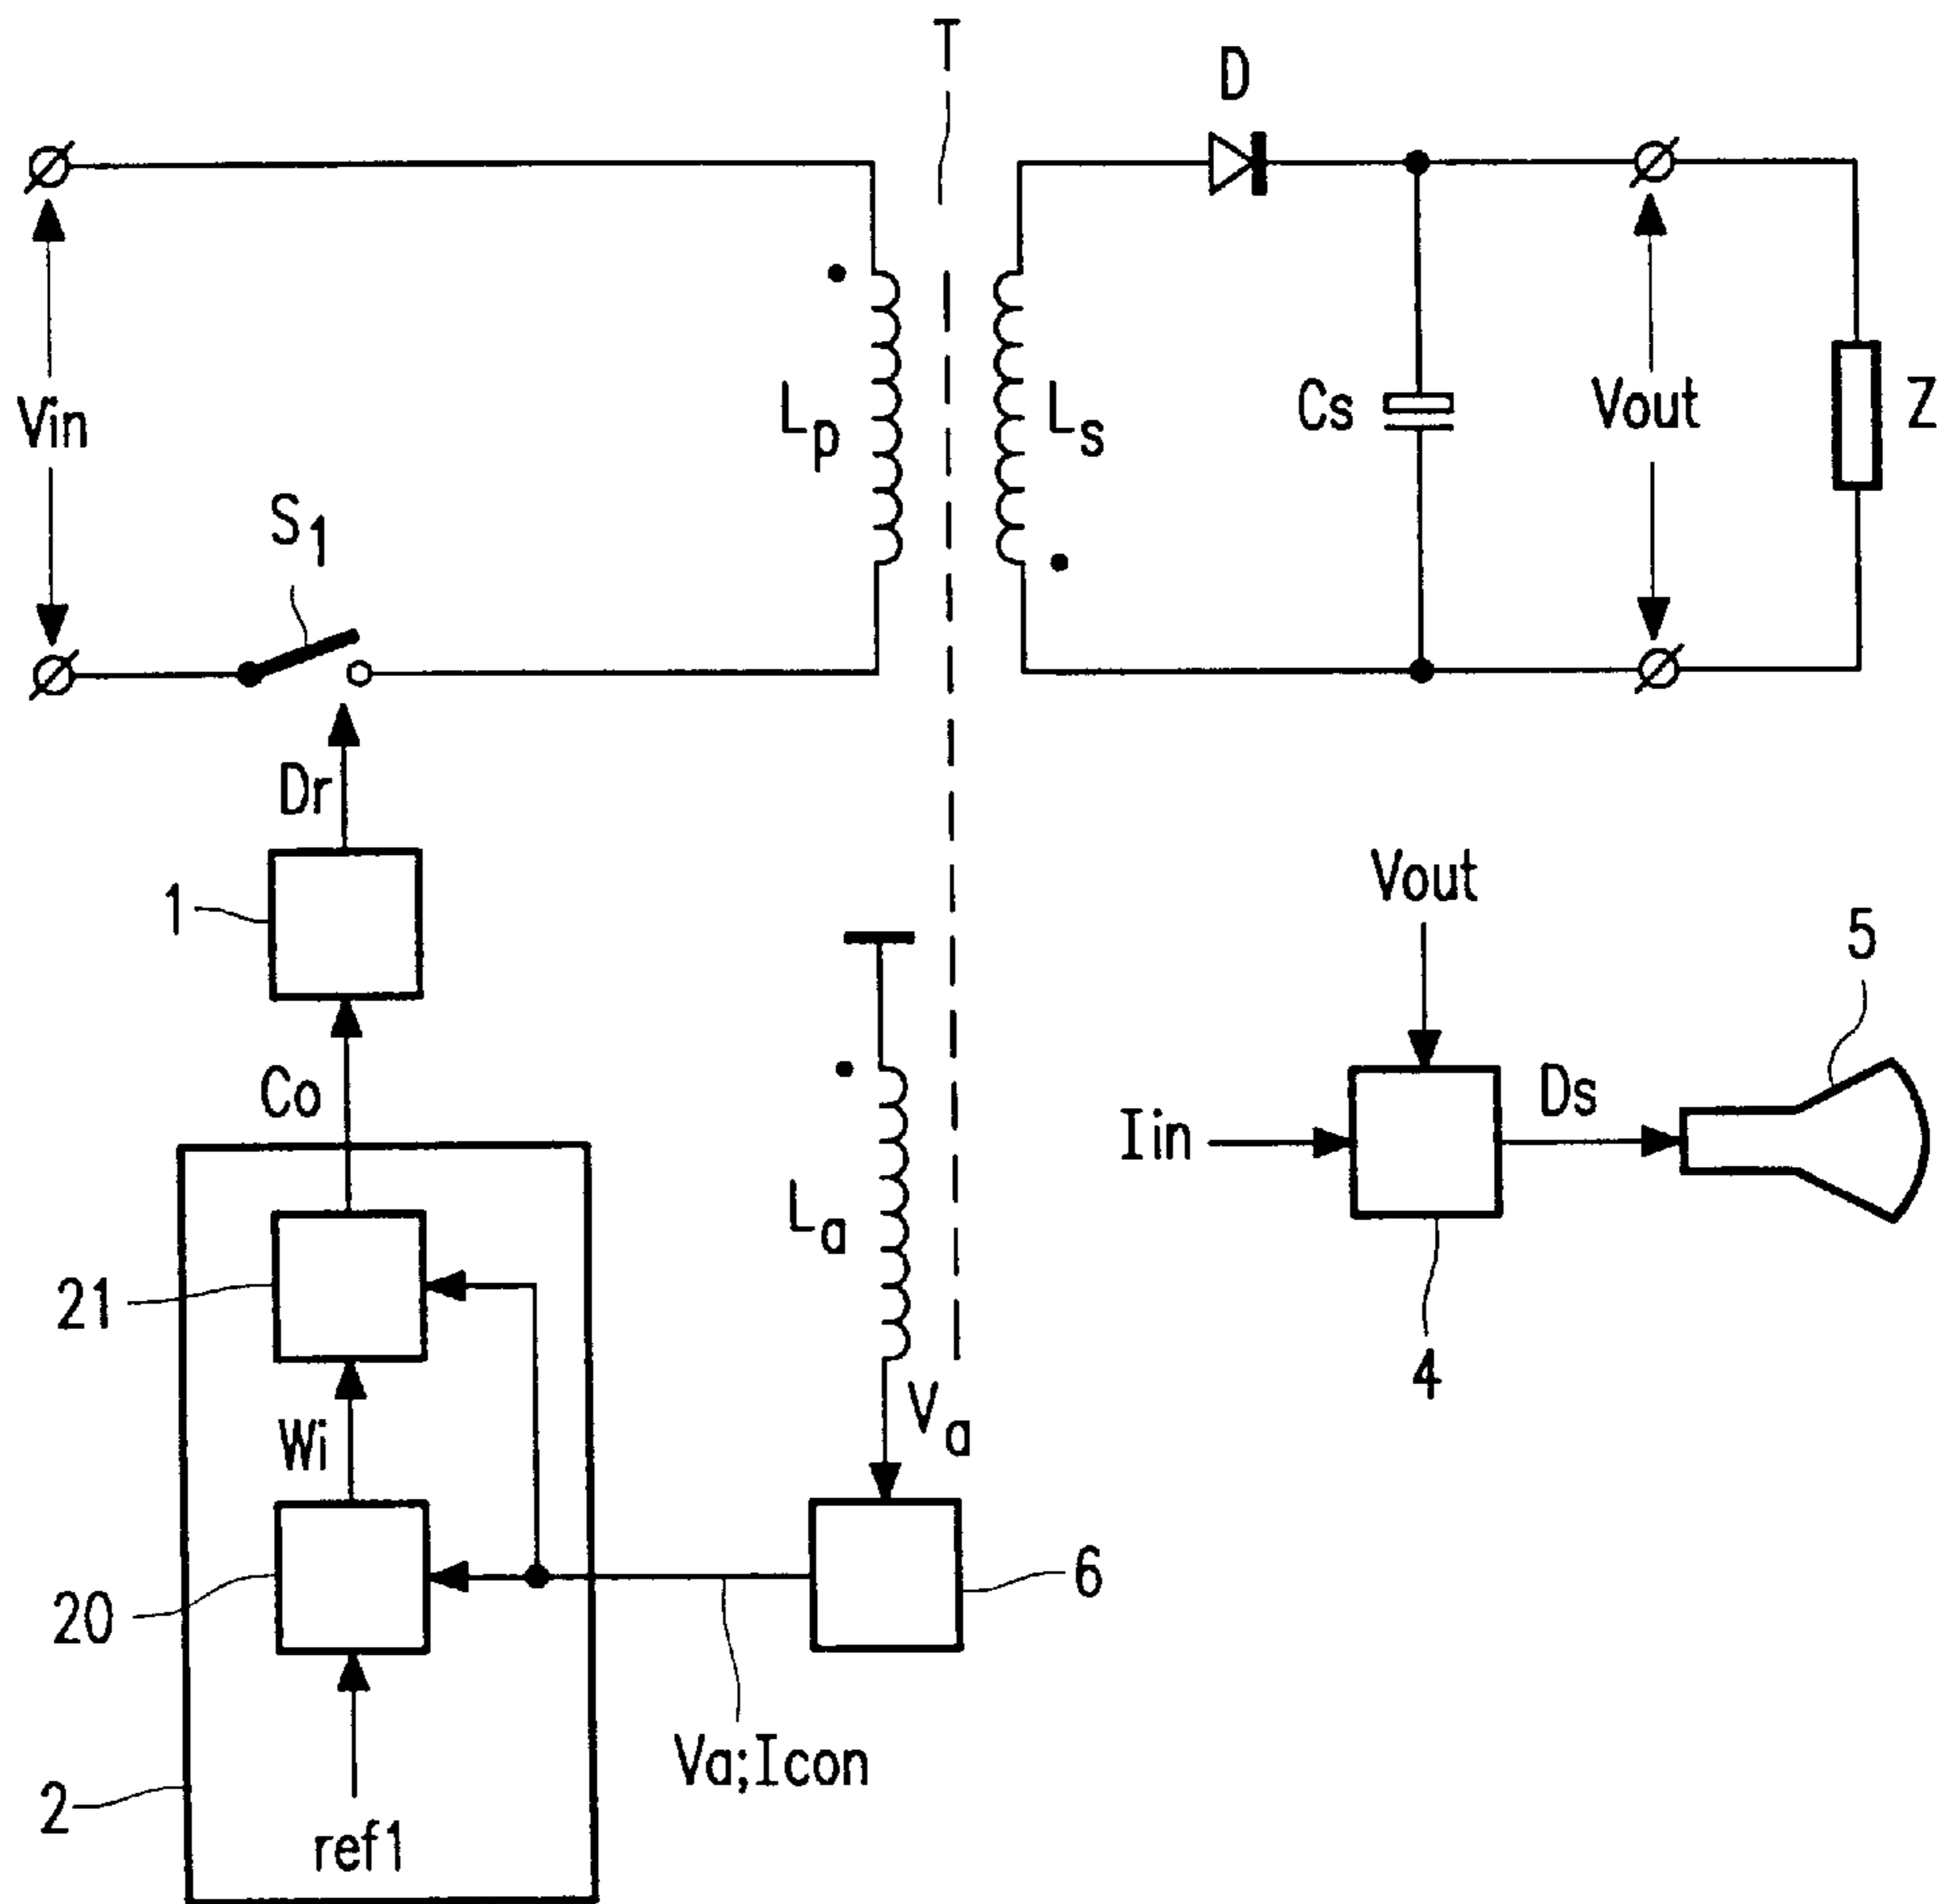 T
D
Vin
Lp
Ls
Cs
Vout
Z
S1
Dr
1
Vout
5
Co
Iin
Ds
La
21
4
Va
Wi
20
6
Va;Icon
2
ref1